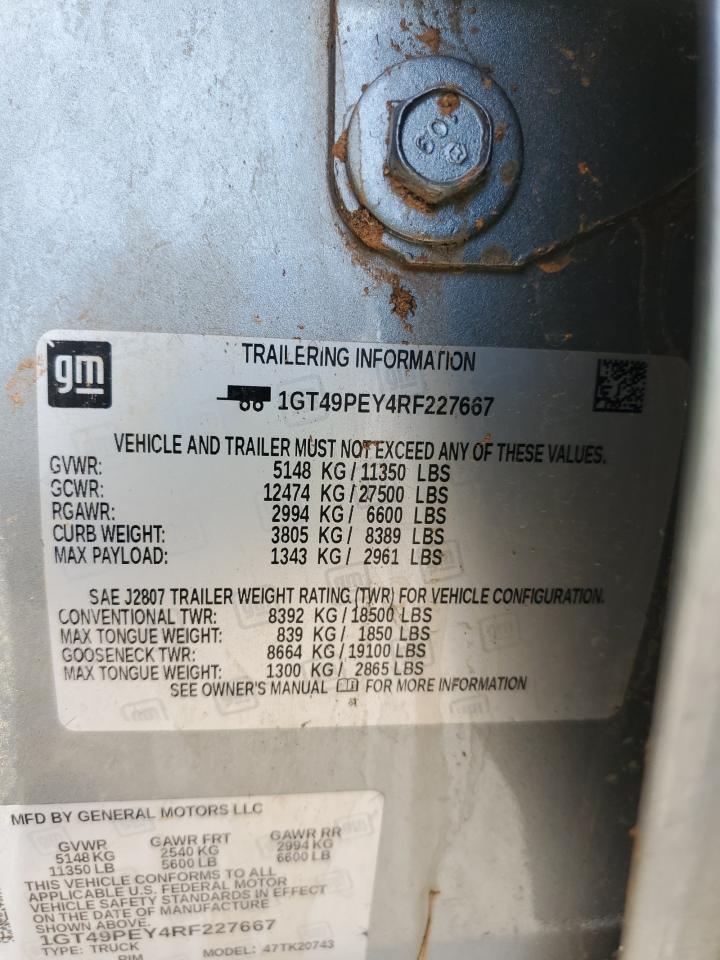 gm
TRAILERING INFORMATION
1GT49PEY4RF227667
VEHICLE AND TRAILER MUST NOT EXCEED ANY OF THESE VALUES.
GVWR: 5148 KG / 11350 LBS
GCWR: 12474 KG / 27500 LBS
RGAWR: 2994 KG / 6600 LBS
CURB WEIGHT: 3805 KG / 8389 LBS
MAX PAYLOAD: 1343 KG / 2961 LBS
SAE J2807 TRAILER WEIGHT RATING (TWR) FOR VEHICLE CONFIGURATION.
CONVENTIONAL TWR: 8392 KG / 18500 LBS
MAX TONGUE WEIGHT: 839 KG / 1850 LBS
GOOSENECK TWR: 8664 KG / 19100 LBS
MAX TONGUE WEIGHT: 1300 KG / 2865 LBS
SEE OWNER'S MANUAL FOR MORE INFORMATION
MFD BY GENERAL MOTORS LLC
GVWR GAWR FRT GAWR RR
5148 KG 2540 KG 2994 KG
11350 LB 5600 LB 6600 LB
THIS VEHICLE CONFORMS TO ALL
APPLICABLE U.S. FEDERAL MOTOR
VEHICLE SAFETY STANDARDS IN EFFECT
ON THE DATE OF MANUFACTURE
SHOWN ABOVE.
1GT49PEY4RF227667
TYPE: TRUCK MODEL: 47TK20743
RIM